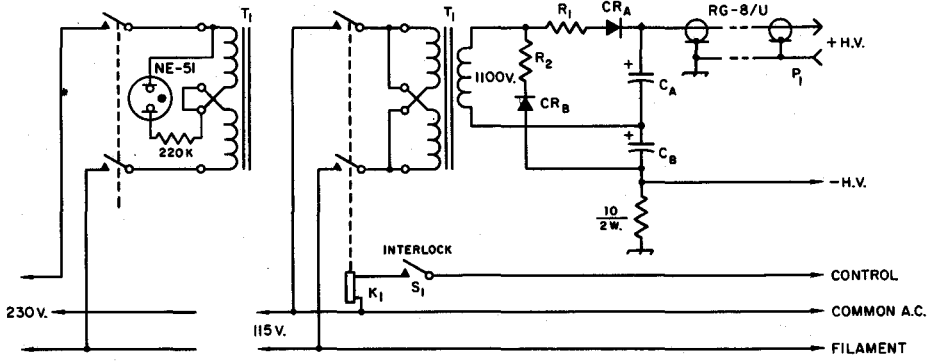 T1
NE-51
220K
230V.
T1
1100V.
R1
CRA
R2
CRB
CA
CB
RG-8/U
+H.V.
P1
-H.V.
10
2W.
INTERLOCK
S1
K1
115V.
CONTROL
COMMON A.C.
FILAMENT
+
+